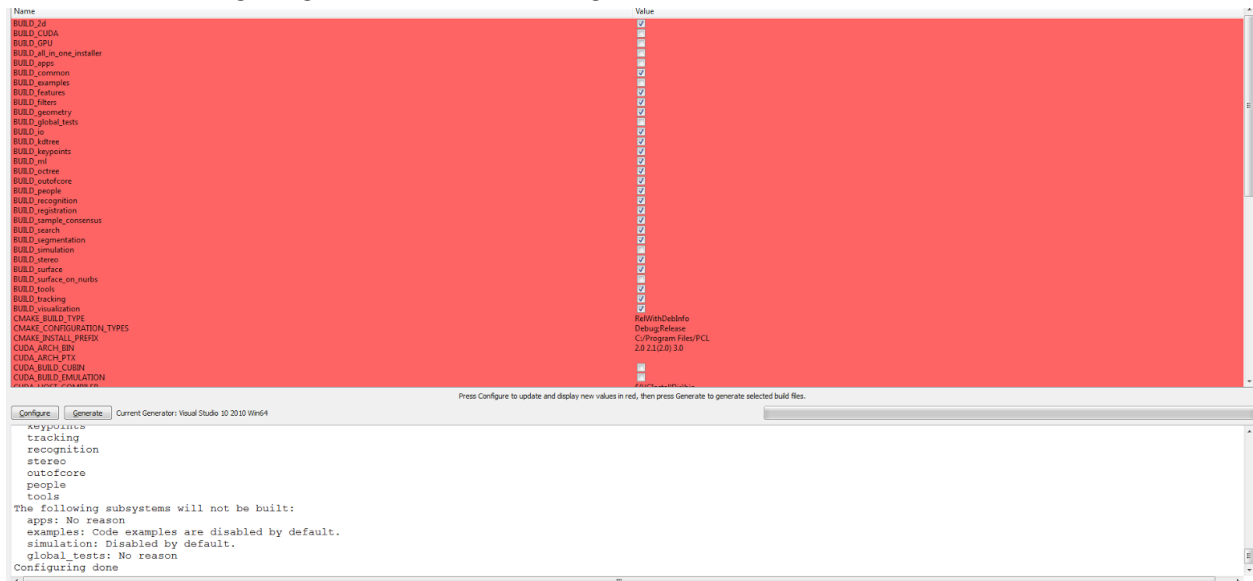 Name Value
BUILD_2d
BUILD_CUDA
BUILD_GPU
BUILD_all_in_one_installer
BUILD_apps
BUILD_common
BUILD_examples
BUILD_features
BUILD_filters
BUILD_geometry
BUILD_global_tests
BUILD_io
BUILD_kdtree
BUILD_keypoints
BUILD_ml
BUILD_octree
BUILD_outofcore
BUILD_people
BUILD_recognition
BUILD_registration
BUILD_sample_consensus
BUILD_search
BUILD_segmentation
BUILD_simulation
BUILD_stereo
BUILD_surface
BUILD_surface_on_nurbs
BUILD_tools
BUILD_tracking
BUILD_visualization
CMAKE_BUILD_TYPE RelWithDebInfo
CMAKE_CONFIGURATION_TYPES Debug;Release
CMAKE_INSTALL_PREFIX C:/Program Files/PCL
CUDA_ARCH_BIN 2.0 2.1(2.0) 3.0
CUDA_ARCH_PTX
CUDA_BUILD_CUBIN
CUDA_BUILD_EMULATION
Press Configure to update and display new values in red, then press Generate to generate selected build files.
Configure Generate Current Generator: Visual Studio 10 2010 Win64
keypoints
tracking
recognition
stereo
outofcore
people
tools
The following subsystems will not be built:
apps: No reason
examples: Code examples are disabled by default.
simulation: Disabled by default.
global_tests: No reason
Configuring done